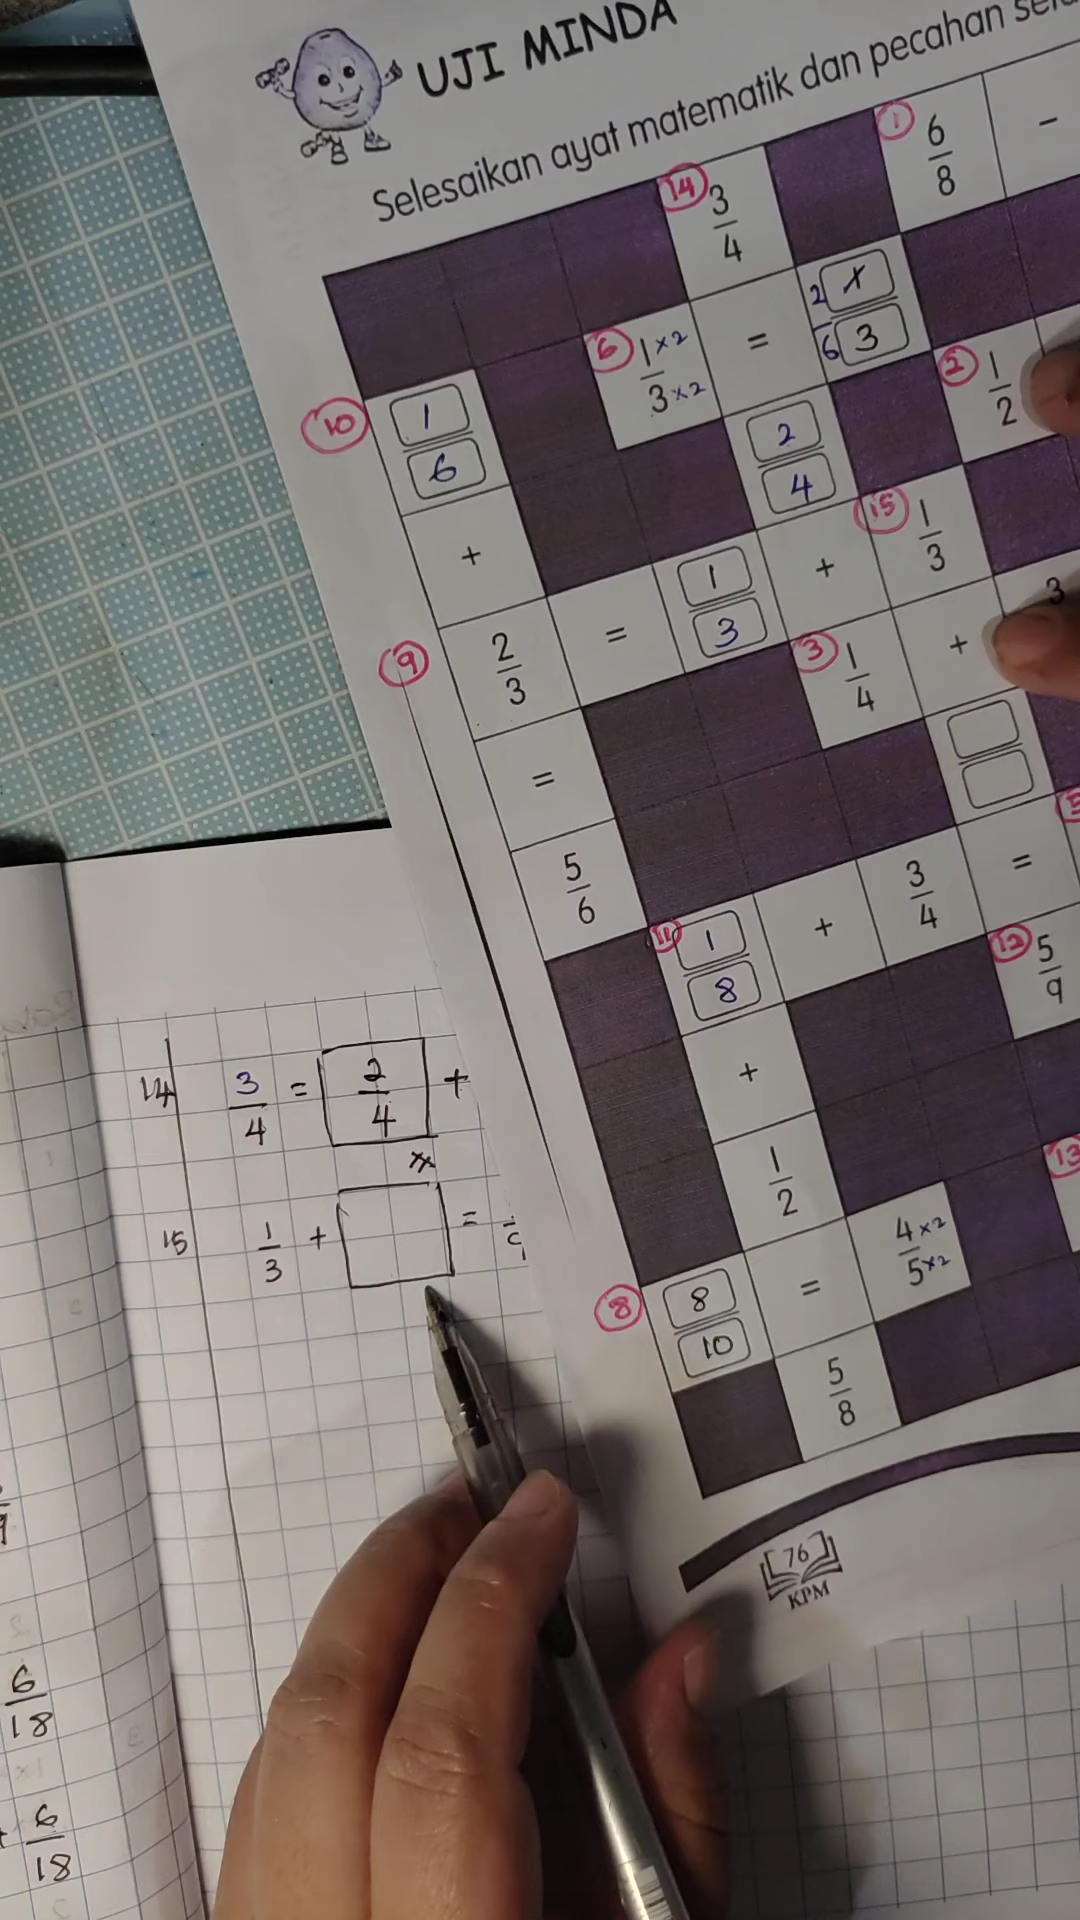 UJI MINDA
Selesaikan ayat matematik dan pecahan
1 6/8 -
14 3/4
6 1/3 ×2 ×2 = 2/6 1/3
2 1/2
10 1/6
2/4
+
15 1/3
9 2/3 = 1/3 +
3 1/4 + 3
=
5/6
11 1/8 + 3/4 =
5
12 5/9
+
1/2
13
8 8/10 = 4/5 ×2 ×2
5/8
76
KPM
14 3/4 = 2/4 +
15 1/3 + =
6/18
6/18